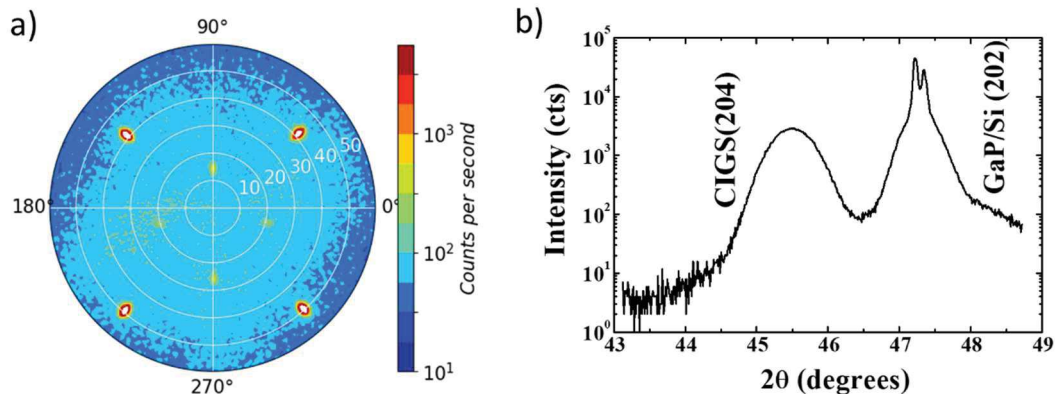 a)
90°
180°
0°
270°
10
20
30
40
50
10³
10²
10¹
Counts per second
b)
Intensity (cts)
10⁵
10⁴
10³
10²
10¹
10⁰
CIGS(204)
GaP/Si (202)
43 44 45 46 47 48 49
2θ (degrees)